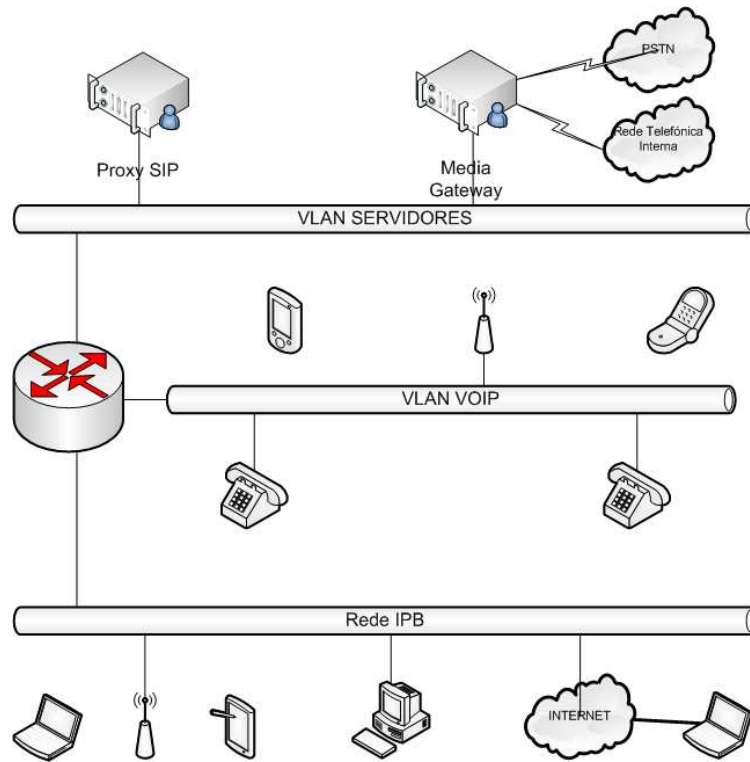 PSTN
Rede Telefónica
Interna
Proxy SIP
Media
Gateway
VLAN SERVIDORES
VLAN VOIP
Rede IPB
INTERNET